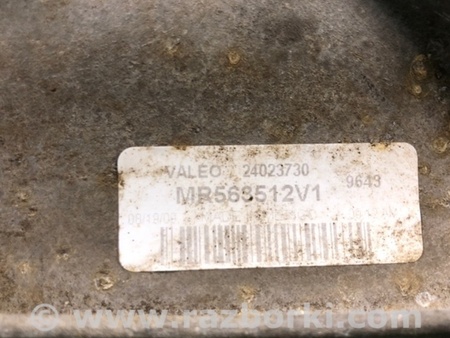 VALEO 24023730
MR568512V1 9643
© www.razborki.com